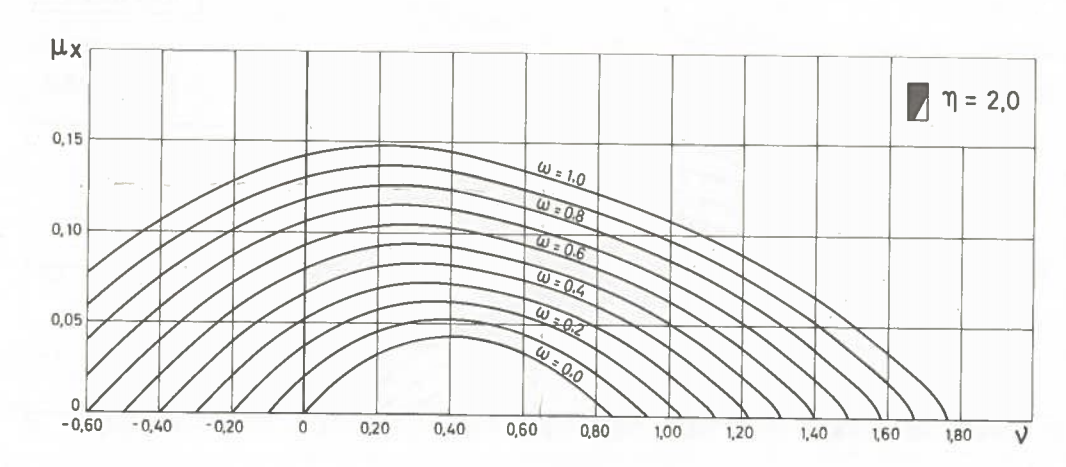 μx
η = 2,0
0,15
ω = 1.0
ω = 0.8
0,10
ω = 0.6
ω = 0.4
0,05
ω = 0.2
ω = 0.0
0
-0,60 -0,40 -0,20 0 0,20 0,40 0,60 0,80 1,00 1,20 1,40 1,60 1,80 ν